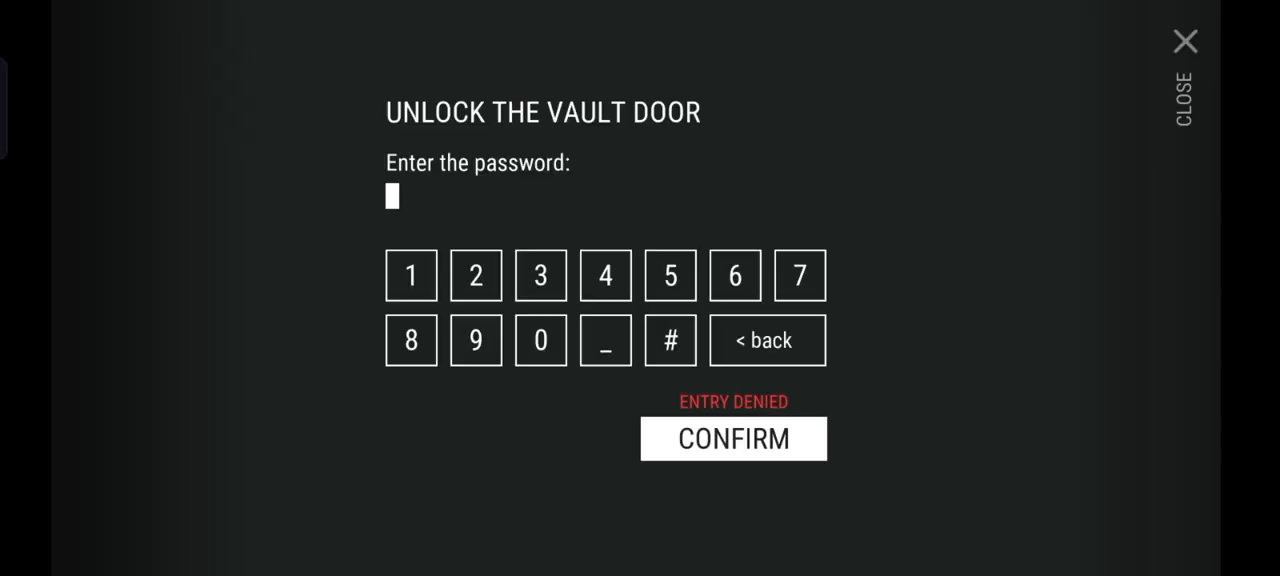 UNLOCK THE VAULT DOOR
Enter the password:
1 2 3 4 5 6 7
8 9 0 _ # < back
ENTRY DENIED
CONFIRM
CLOSE